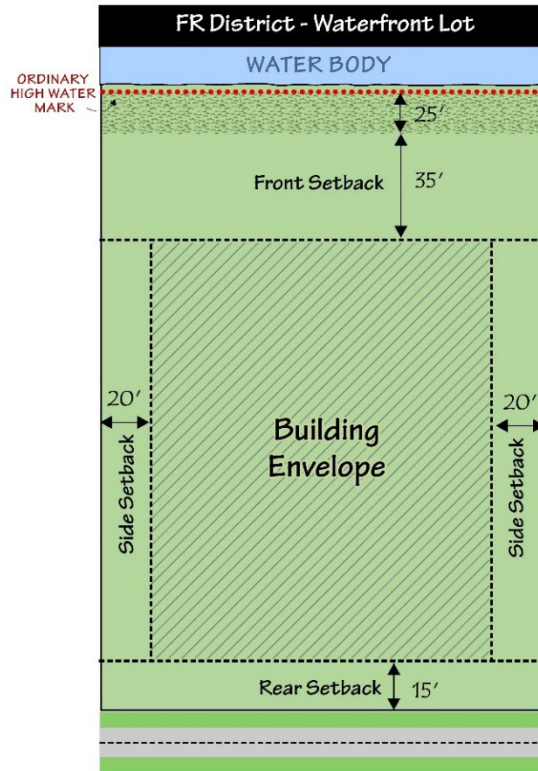 FR District - Waterfront Lot
WATER BODY
ORDINARY
HIGH WATER
MARK
25'
Front Setback
35'
20'
Side Setback
Building
Envelope
20'
Side Setback
Rear Setback
15'